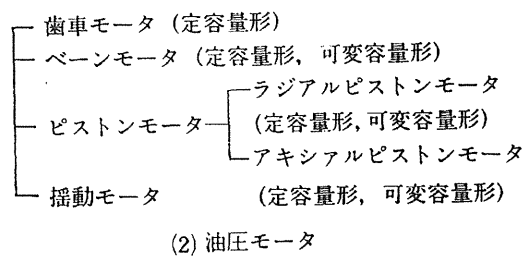 歯車モータ (定容量形)
ベーンモータ (定容量形, 可変容量形)
ラジアルピストンモータ
ピストンモータ (定容量形,可変容量形)
アキシアルピストンモータ
揺動モータ (定容量形, 可変容量形)
(2) 油圧モータ